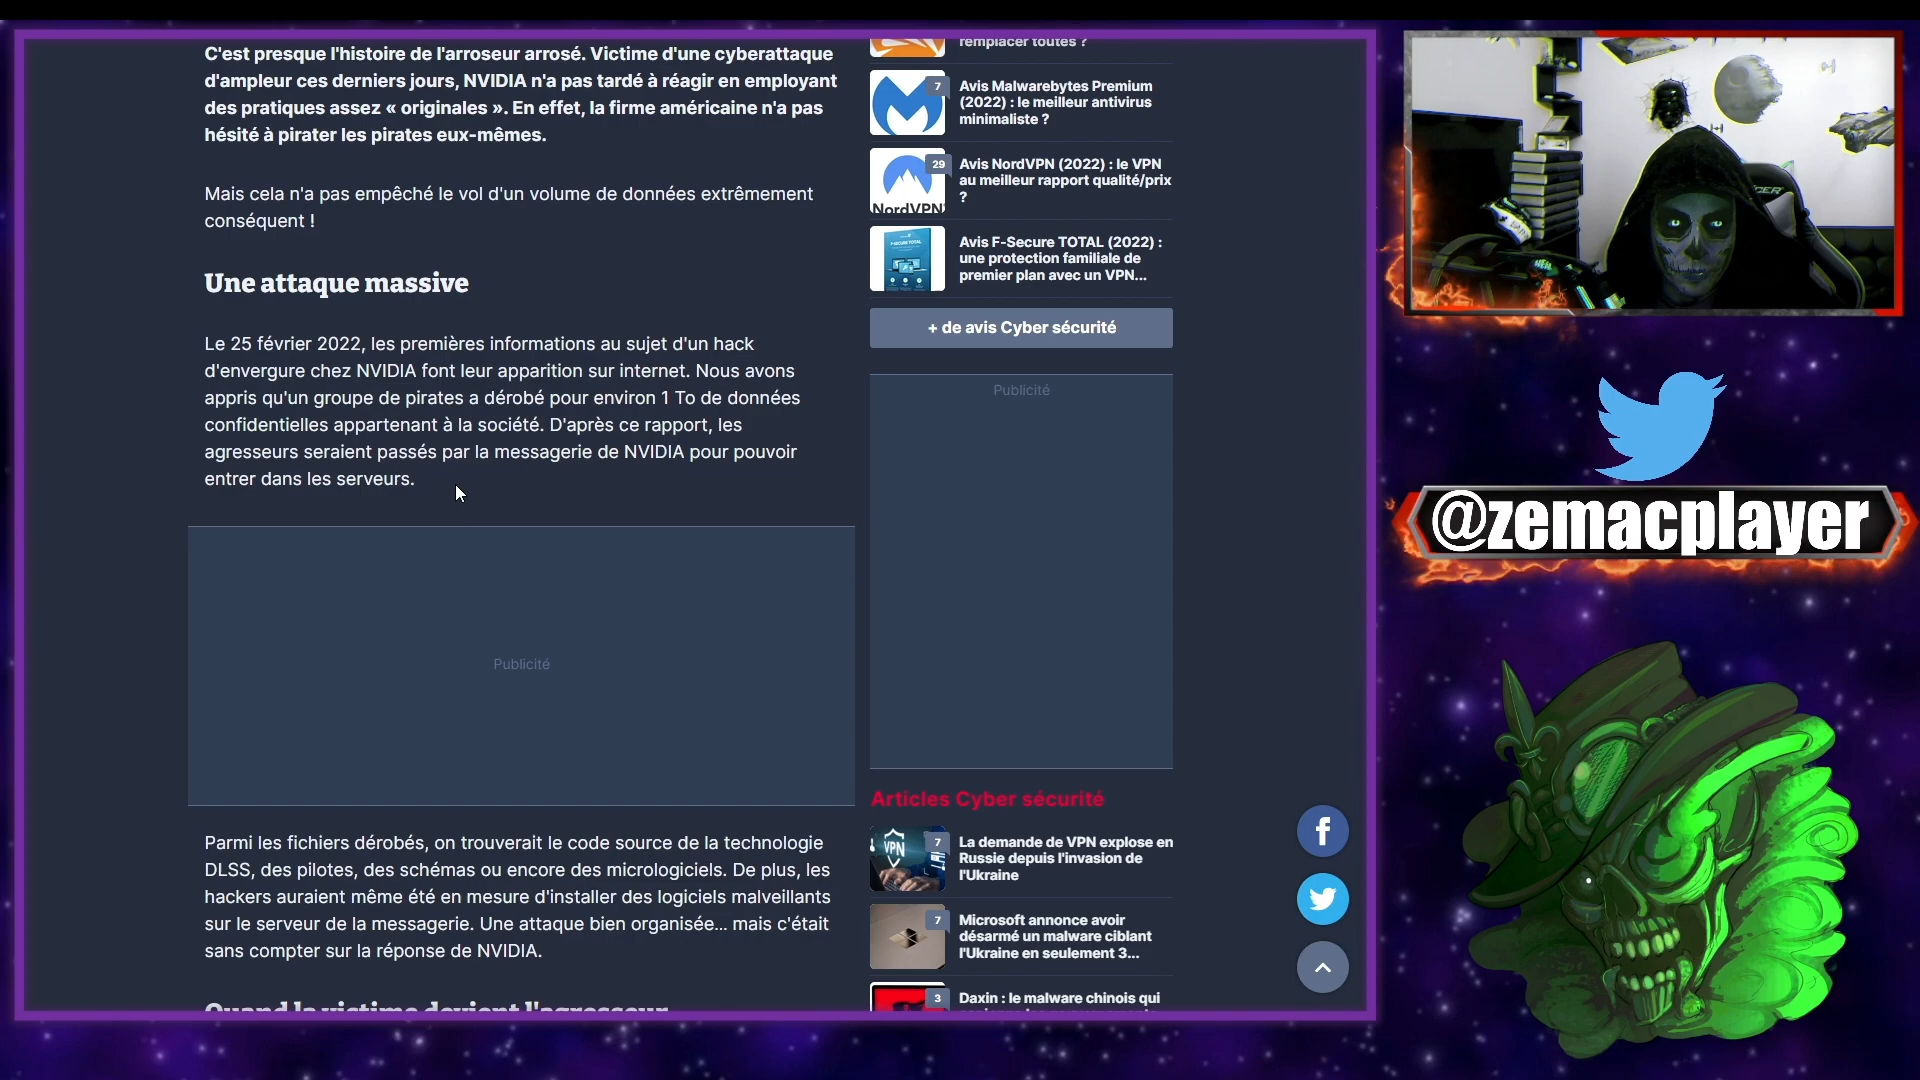 C'est presque l'histoire de l'arroseur arrosé. Victime d'une cyberattaque
d'ampleur ces derniers jours, NVIDIA n'a pas tardé à réagir en employant
des pratiques assez « originales ». En effet, la firme américaine n'a pas
hésité à pirater les pirates eux-mêmes.
Mais cela n'a pas empêché le vol d'un volume de données extrêmement
conséquent !
Une attaque massive
Le 25 février 2022, les premières informations au sujet d'un hack
d'envergure chez NVIDIA font leur apparition sur internet. Nous avons
appris qu'un groupe de pirates a dérobé pour environ 1 To de données
confidentielles appartenant à la société. D'après ce rapport, les
agresseurs seraient passés par la messagerie de NVIDIA pour pouvoir
entrer dans les serveurs.
Publicité
Parmi les fichiers dérobés, on trouverait le code source de la technologie
DLSS, des pilotes, des schémas ou encore des micrologiciels. De plus, les
hackers auraient même été en mesure d'installer des logiciels malveillants
sur le serveur de la messagerie. Une attaque bien organisée... mais c'était
sans compter sur la réponse de NVIDIA.
Quand la victime devient l'agresseur
remplacer toutes ?
7
Avis Malwarebytes Premium
(2022) : le meilleur antivirus
minimaliste ?
29
NordVPN
Avis NordVPN (2022) : le VPN
au meilleur rapport qualité/prix
?
F-SECURE TOTAL
Avis F-Secure TOTAL (2022) :
une protection familiale de
premier plan avec un VPN...
+ de avis Cyber sécurité
Publicité
Articles Cyber sécurité
VPN
7
La demande de VPN explose en
Russie depuis l'invasion de
l'Ukraine
7
Microsoft annonce avoir
désarmé un malware ciblant
l'Ukraine en seulement 3...
3
Daxin : le malware chinois qui
@zemacplayer